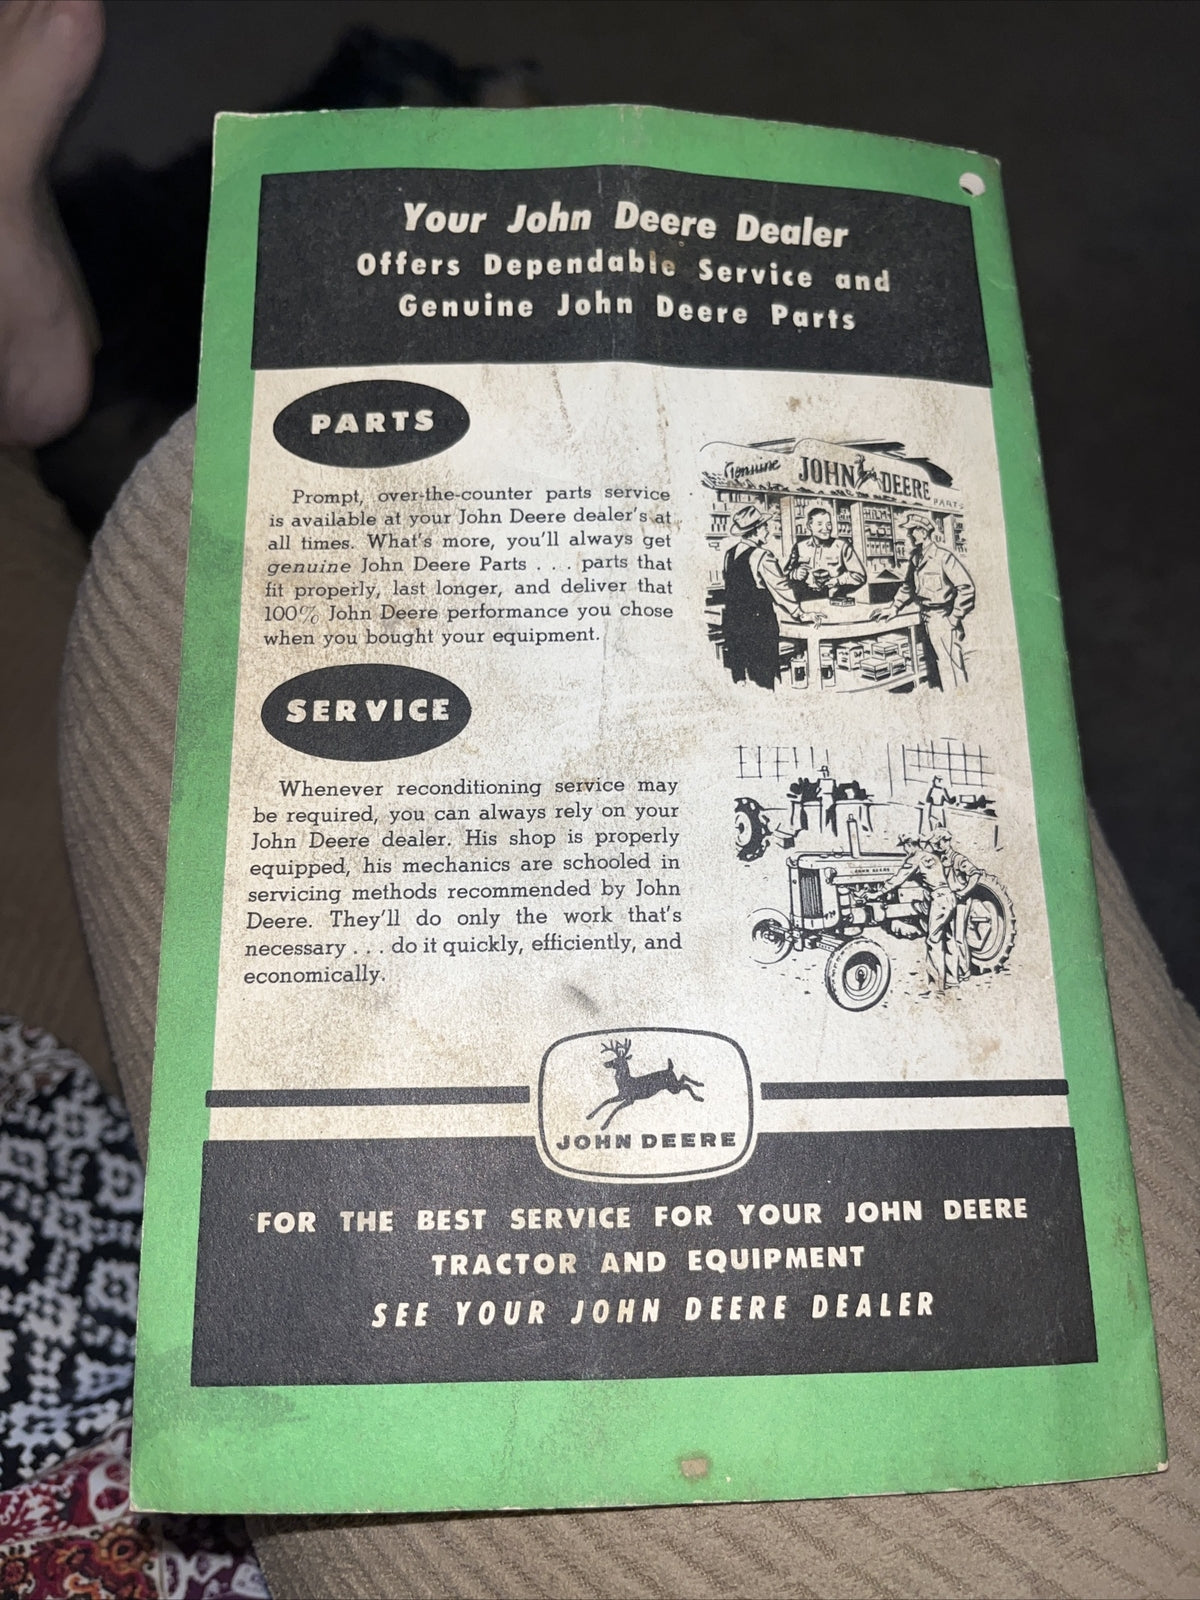 Your John Deere Dealer
Offers Dependable Service and
Genuine John Deere Parts
PARTS
Prompt, over-the-counter parts service
is available at your John Deere dealer's at
all times. What's more, you'll always get
genuine John Deere Parts . . . parts that
fit properly, last longer, and deliver that
100% John Deere performance you chose
when you bought your equipment.
Genuine JOHN DEERE PARTS
SERVICE
Whenever reconditioning service may
be required, you can always rely on your
John Deere dealer. His shop is properly
equipped, his mechanics are schooled in
servicing methods recommended by John
Deere. They'll do only the work that's
necessary . . . do it quickly, efficiently, and
economically.
JOHN DEERE
JOHN DEERE
FOR THE BEST SERVICE FOR YOUR JOHN DEERE
TRACTOR AND EQUIPMENT
SEE YOUR JOHN DEERE DEALER